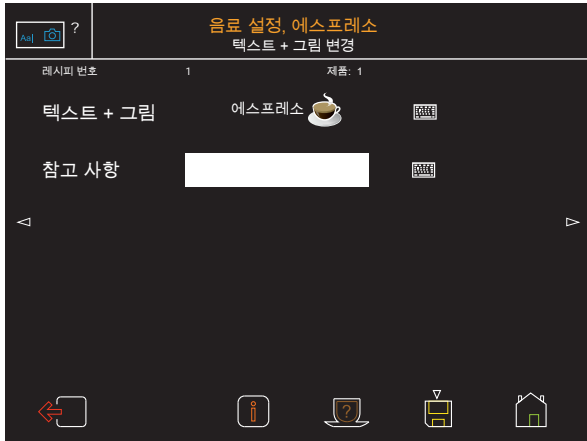 Aa| ?
음료 설정, 에스프레소
텍스트 + 그림 변경
레시피 번호 1 제품: 1
텍스트 + 그림 에스프레소
참고 사항
i ?